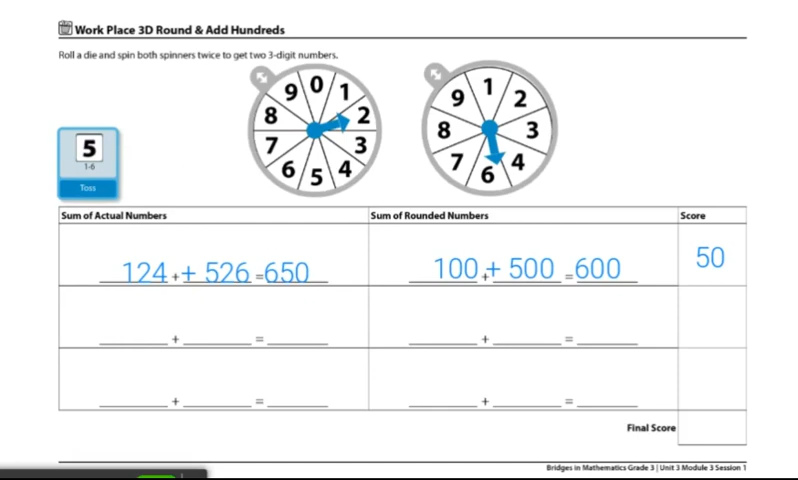 Work Place 3D Round & Add Hundreds
Roll a die and spin both spinners twice to get two 3-digit numbers.
0 1 2 3 4 5 6 7 8 9
1 2 3 4 6 7 8 9
5
1-6
Toss
Sum of Actual Numbers Sum of Rounded Numbers Score
124 + + 526 = 650 100 + + 500 = 600 50
+ = + =
+ = + =
Final Score
Bridges in Mathematics Grade 3 | Unit 3 Module 3 Session 1